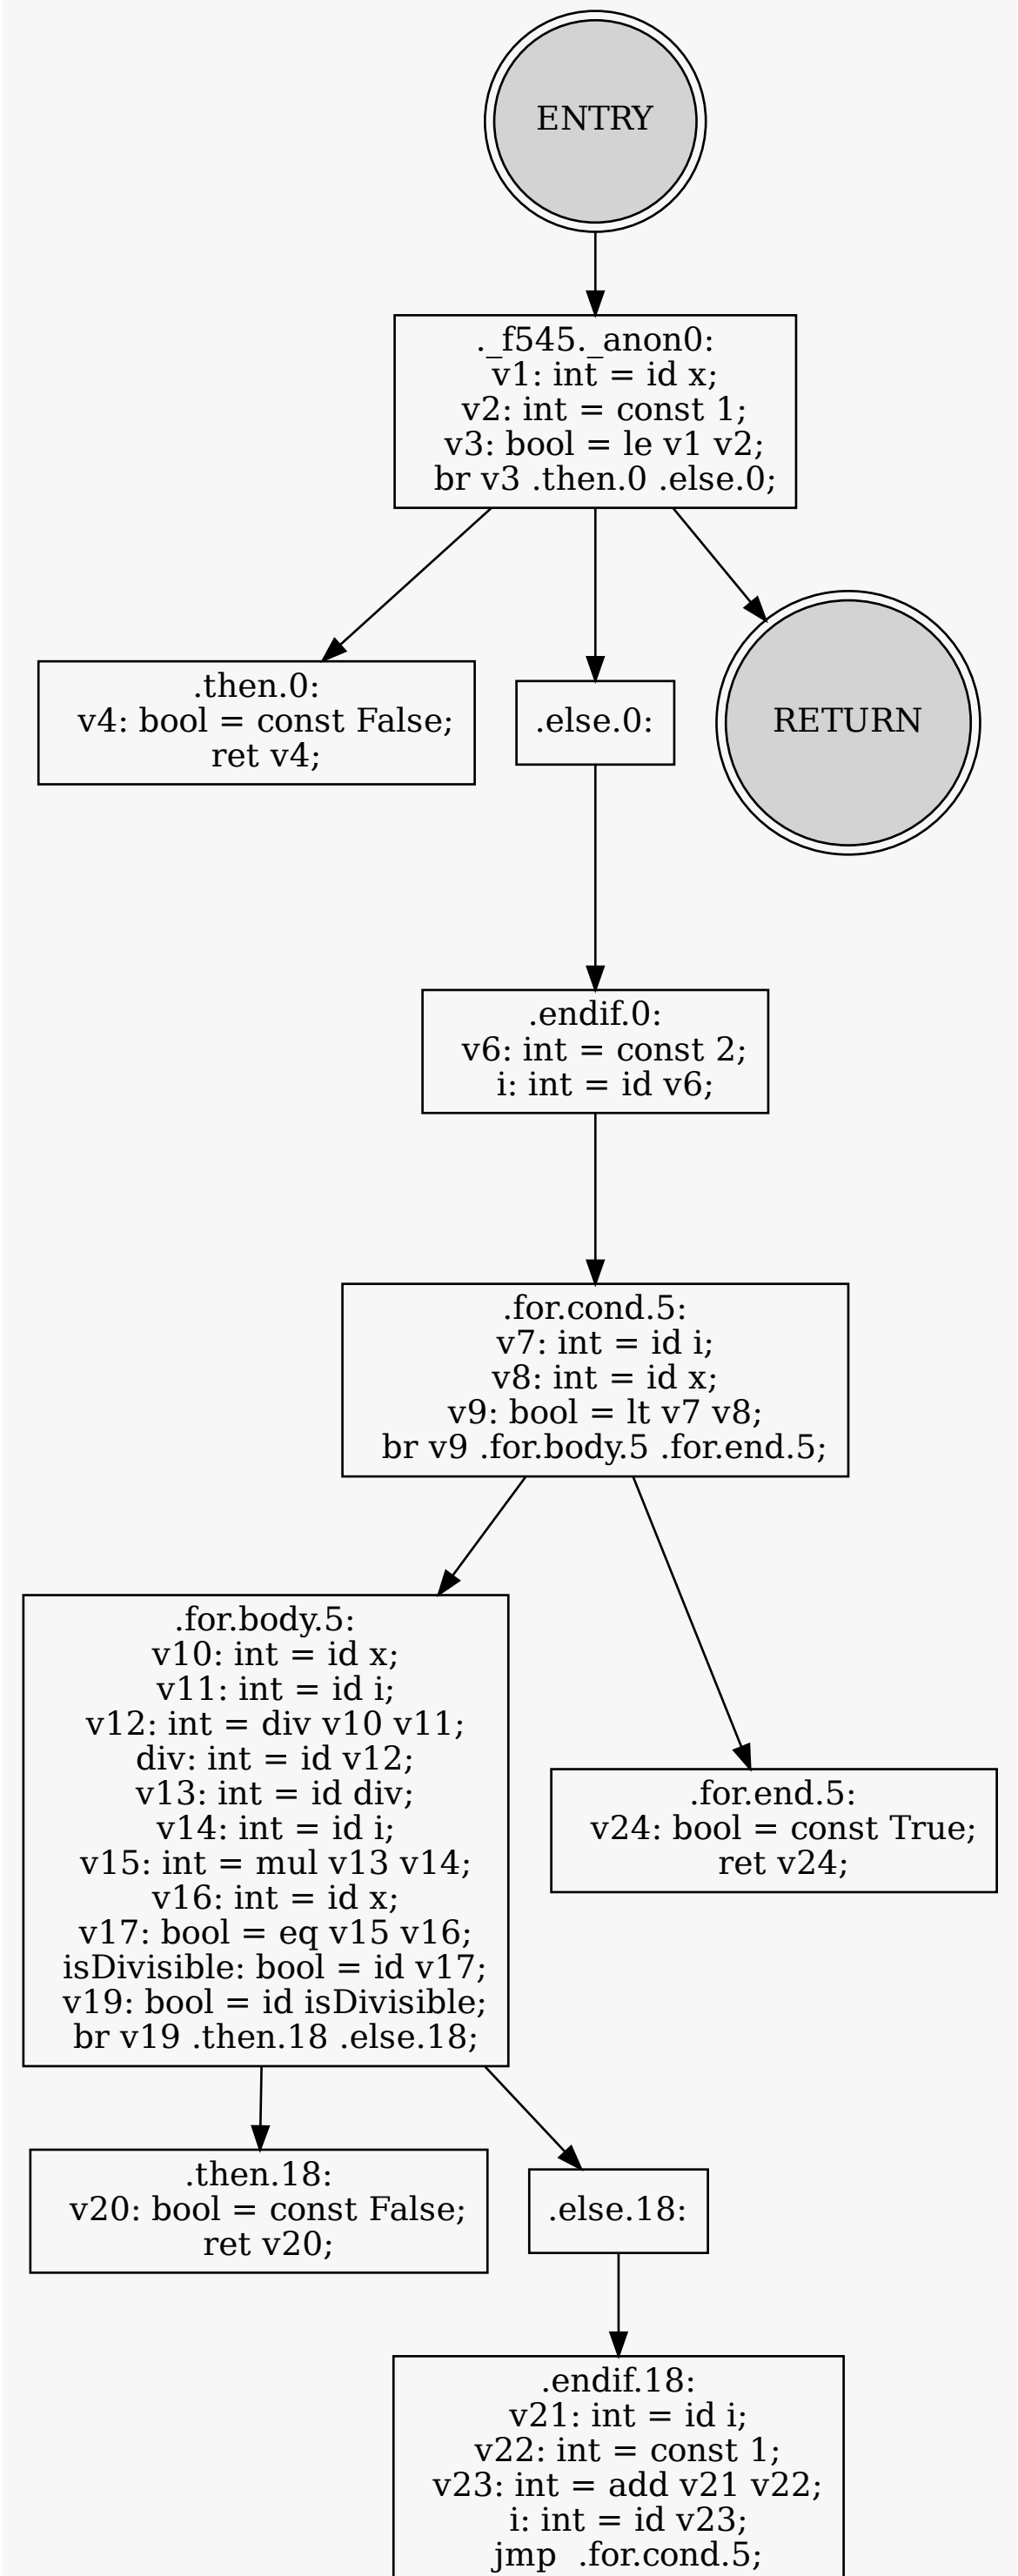 ENTRY
._f545._anon0:
v1: int = id x;
v2: int = const 1;
v3: bool = le v1 v2;
br v3 .then.0 .else.0;
.then.0:
v4: bool = const False;
ret v4;
.else.0:
RETURN
.endif.0:
v6: int = const 2;
i: int = id v6;
.for.cond.5:
v7: int = id i;
v8: int = id x;
v9: bool = lt v7 v8;
br v9 .for.body.5 .for.end.5;
.for.body.5:
v10: int = id x;
v11: int = id i;
v12: int = div v10 v11;
div: int = id v12;
v13: int = id div;
v14: int = id i;
v15: int = mul v13 v14;
v16: int = id x;
v17: bool = eq v15 v16;
isDivisible: bool = id v17;
v19: bool = id isDivisible;
br v19 .then.18 .else.18;
.for.end.5:
v24: bool = const True;
ret v24;
.then.18:
v20: bool = const False;
ret v20;
.else.18:
.endif.18:
v21: int = id i;
v22: int = const 1;
v23: int = add v21 v22;
i: int = id v23;
jmp  .for.cond.5;